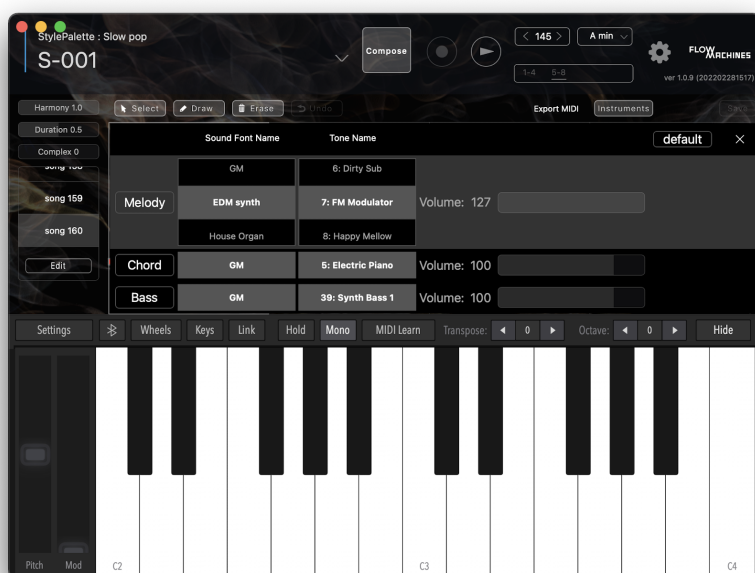 StylePalette : Slow pop
S-001
Compose
145
A min
1-4 5-8
FLOW MACHINES
ver 1.0.9 (202202281517)
Harmony 1.0
Select
Draw
Erase
Undo
Export MIDI
Instruments
Duration 0.5
Complex 0
Sound Font Name
Tone Name
default
song 159
song 160
Edit
GM
6: Dirty Sub
Melody
EDM synth
7: FM Modulator
Volume: 127
House Organ
8: Happy Mellow
Chord
GM
5: Electric Piano
Volume: 100
Bass
GM
39: Synth Bass 1
Volume: 100
Settings
Wheels
Keys
Link
Hold
Mono
MIDI Learn
Transpose:
0
Octave:
0
Hide
Pitch
Mod
C2
C3
C4